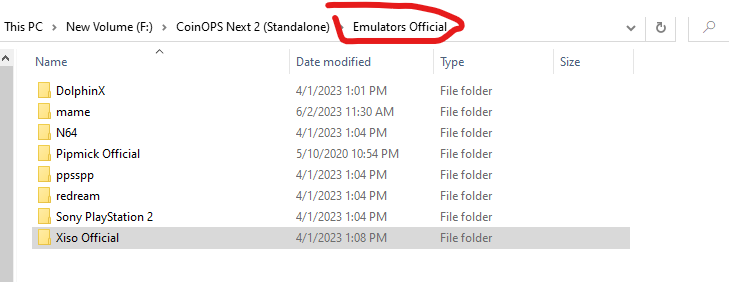 This PC > New Volume (F:) > CoinOPS Next 2 (Standalone) > Emulators Official
Name Date modified Type Size
DolphinX 4/1/2023 1:01 PM File folder
mame 6/2/2023 11:30 AM File folder
N64 4/1/2023 1:04 PM File folder
Pipmick Official 5/10/2020 10:54 PM File folder
ppsspp 4/1/2023 1:04 PM File folder
redream 4/1/2023 1:04 PM File folder
Sony PlayStation 2 4/1/2023 1:04 PM File folder
Xiso Official 4/1/2023 1:08 PM File folder